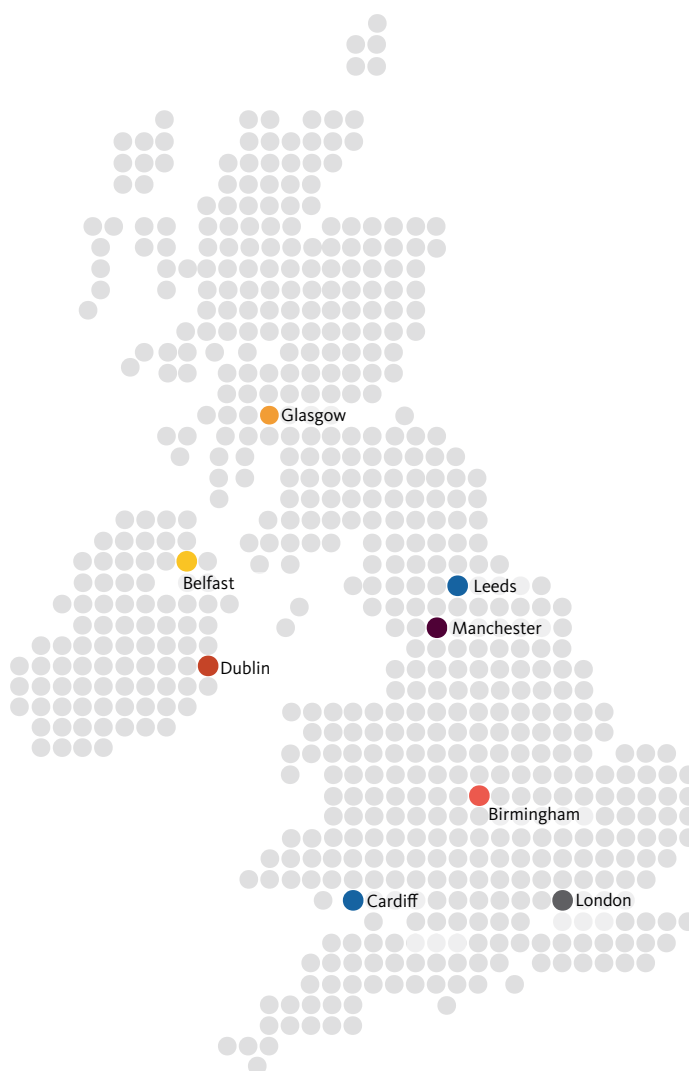 Glasgow
Belfast
Leeds
Manchester
Dublin
Birmingham
Cardiff
London